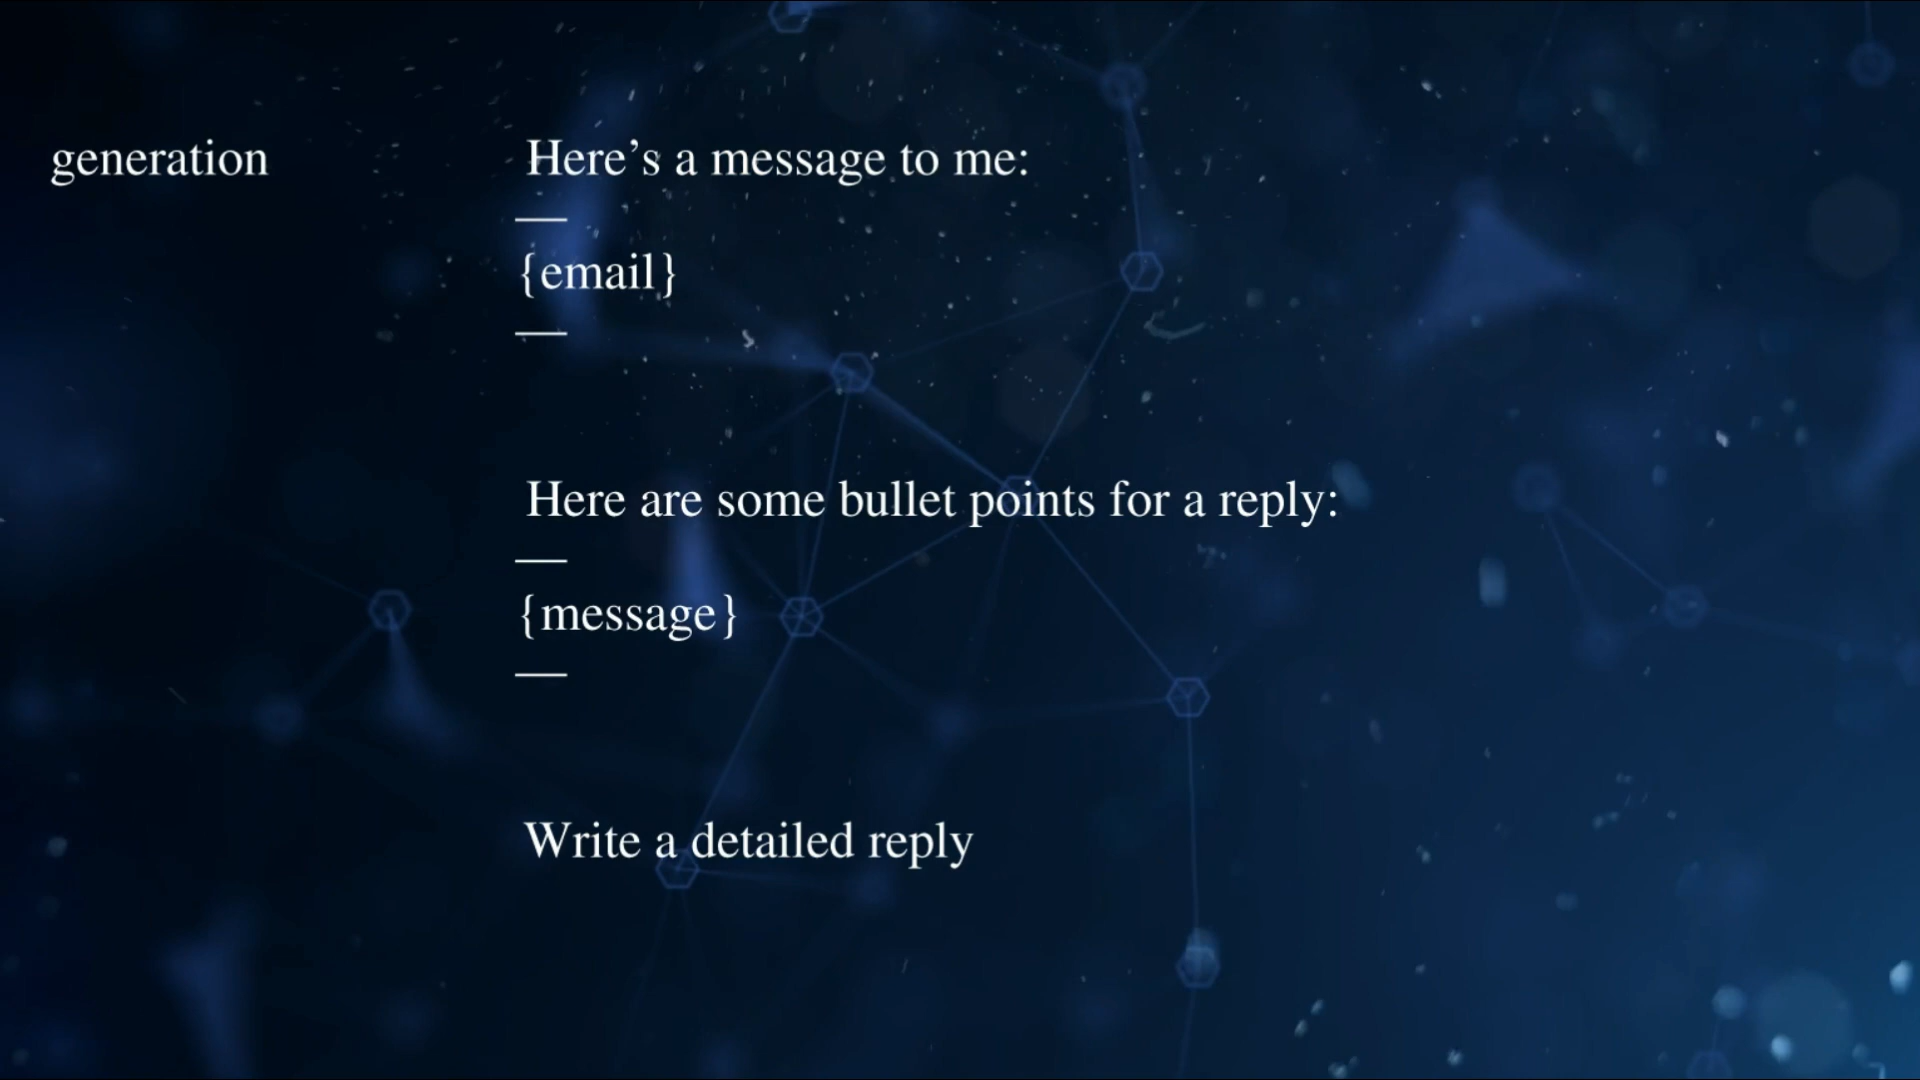 generation
Here’s a message to me:
—
{email}
—
Here are some bullet points for a reply:
—
{message}
—
Write a detailed reply